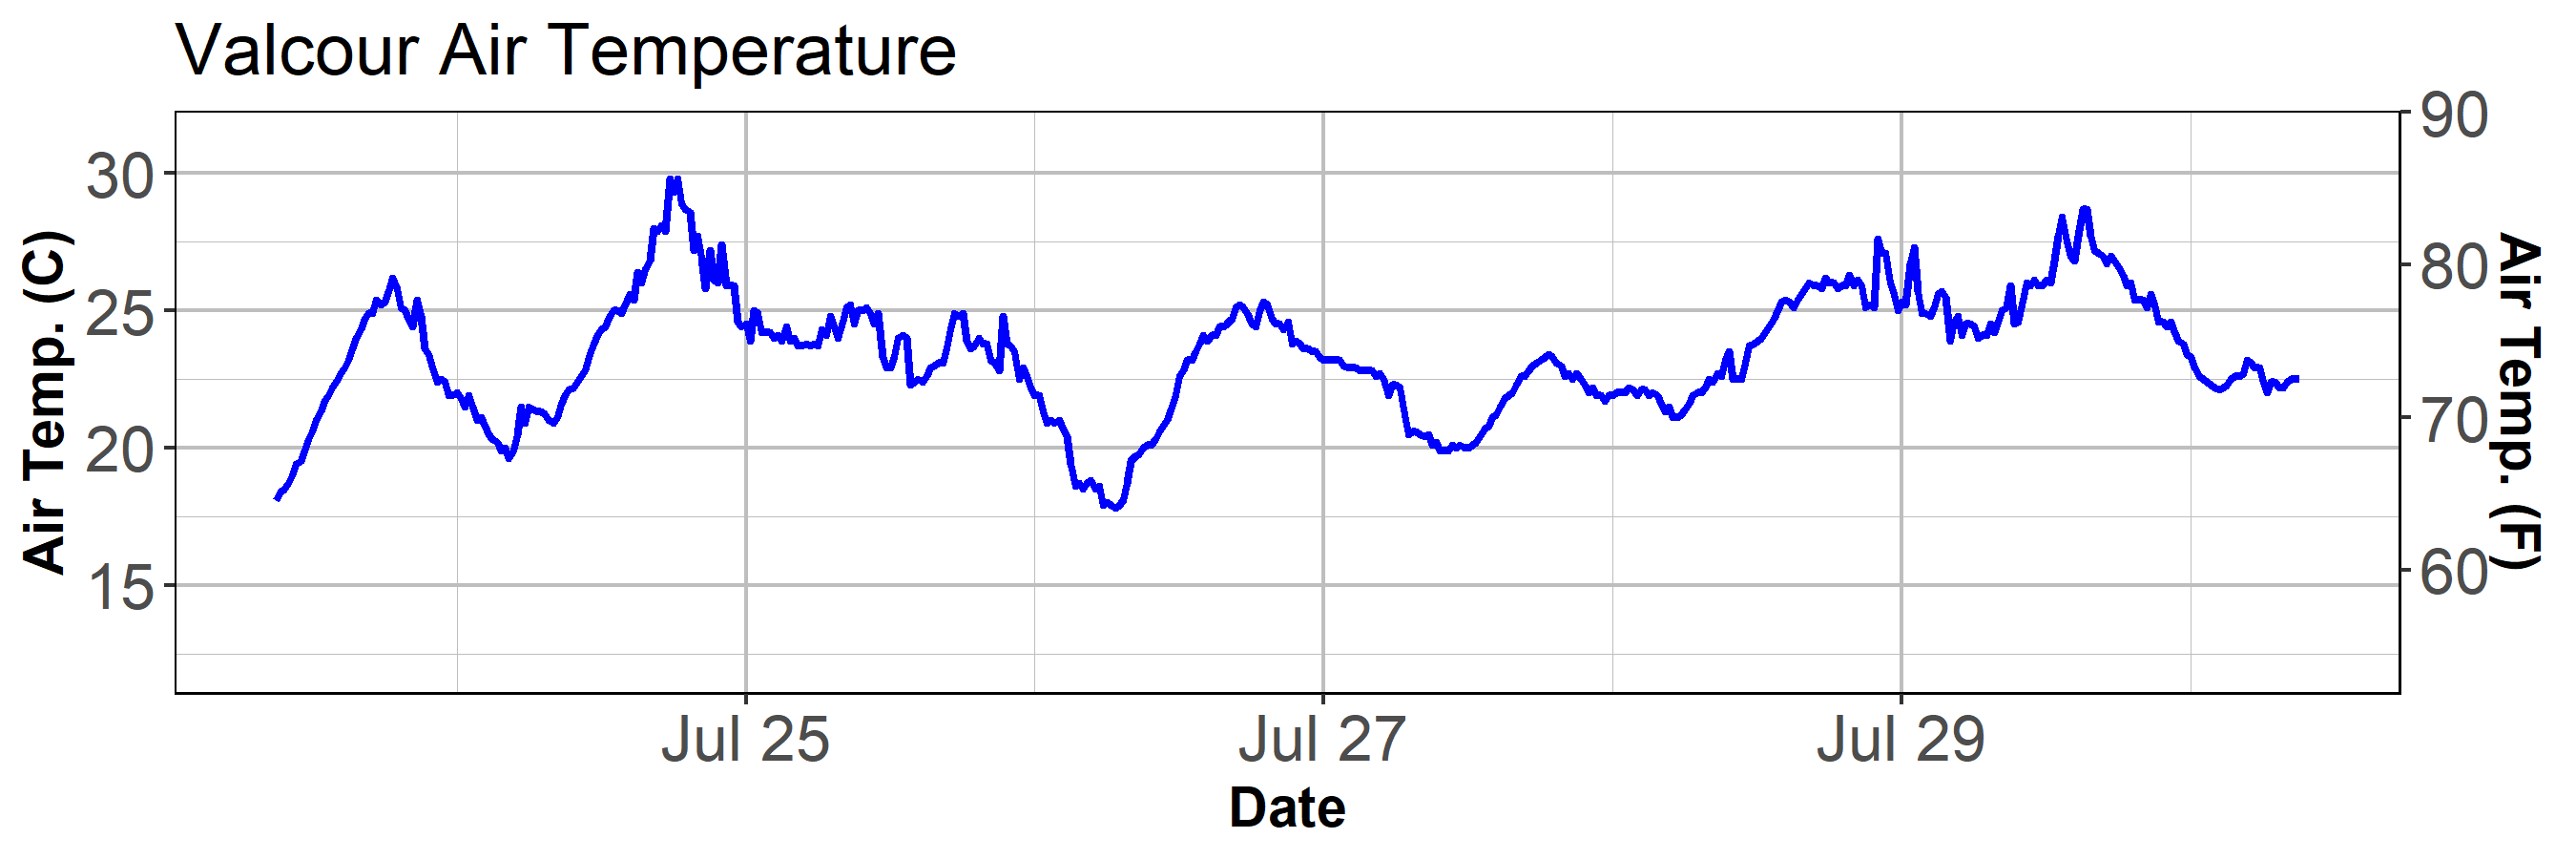 Valcour Air Temperature
Air Temp. (C)
30
25
20
15
90
80
70
60
Air Temp. (F)
Jul 25
Jul 27
Jul 29
Date